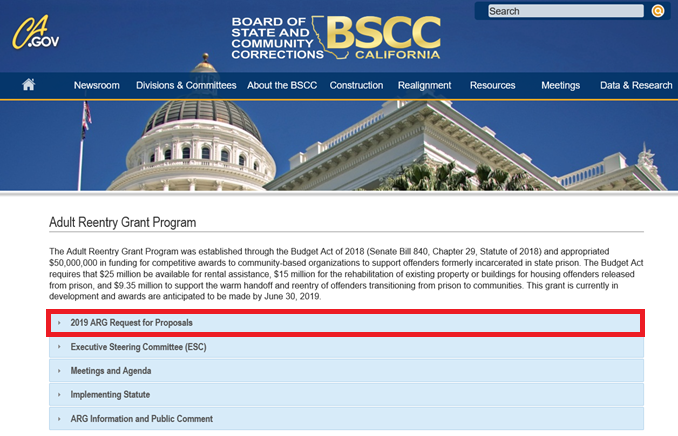 CA
.GOV
BOARD OF
STATE AND
COMMUNITY
CORRECTIONS
BSCC
CALIFORNIA
Search
Newsroom Divisions & Committees About the BSCC Construction Realignment Resources Meetings Data & Research
Adult Reentry Grant Program
The Adult Reentry Grant Program was established through the Budget Act of 2018 (Senate Bill 840, Chapter 29, Statute of 2018) and appropriated
$50,000,000 in funding for competitive awards to community-based organizations to support offenders formerly incarcerated in state prison. The Budget Act
requires that $25 million be available for rental assistance, $15 million for the rehabilitation of existing property or buildings for housing offenders released
from prison, and $9.35 million to support the warm handoff and reentry of offenders transitioning from prison to communities. This grant is currently in
development and awards are anticipated to be made by June 30, 2019.
2019 ARG Request for Proposals
Executive Steering Committee (ESC)
Meetings and Agenda
Implementing Statute
ARG Information and Public Comment